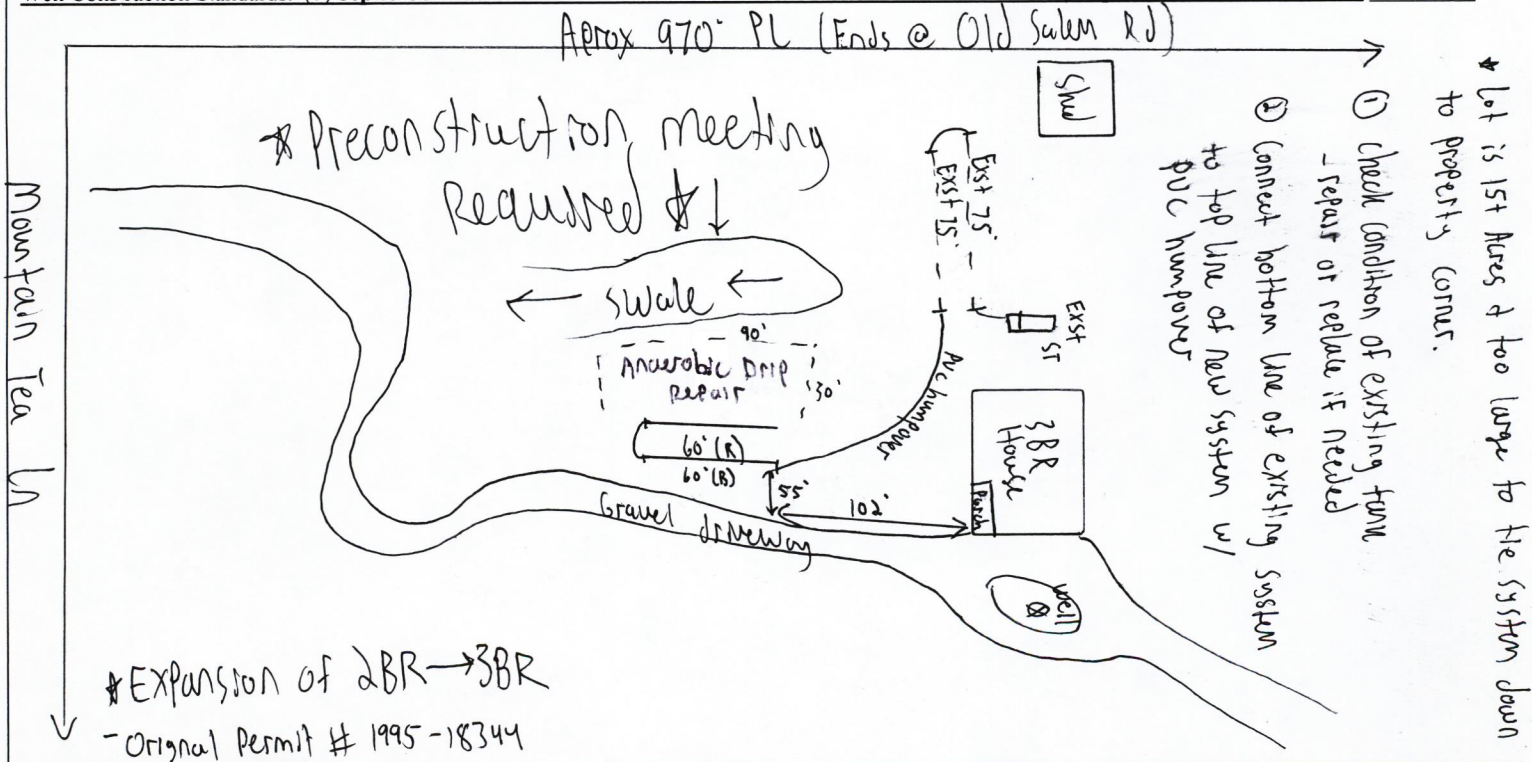 Aprox 970' PL (Ends @ Old Salem Rd)
Shed
* Lot is 15+ Acres & too large to tie system down
to property corner.
① check condition of existing tank
- repair or replace if needed
② Connect bottom line of existing system
to top line of new system w/
PVC humpover
* Preconstruction meeting
Required *
Exst 75'
Exst 75'
Exst
ST
Swale
90'
Anaerobic Drip
Repair
30'
PVC humpover
3BR
House
Porch
60' (R)
60' (B)
55'
102'
Gravel driveway
well
Mountain Tea Ln
* Expansion of 2BR→3BR
- Orignal Permit # 1995-18344